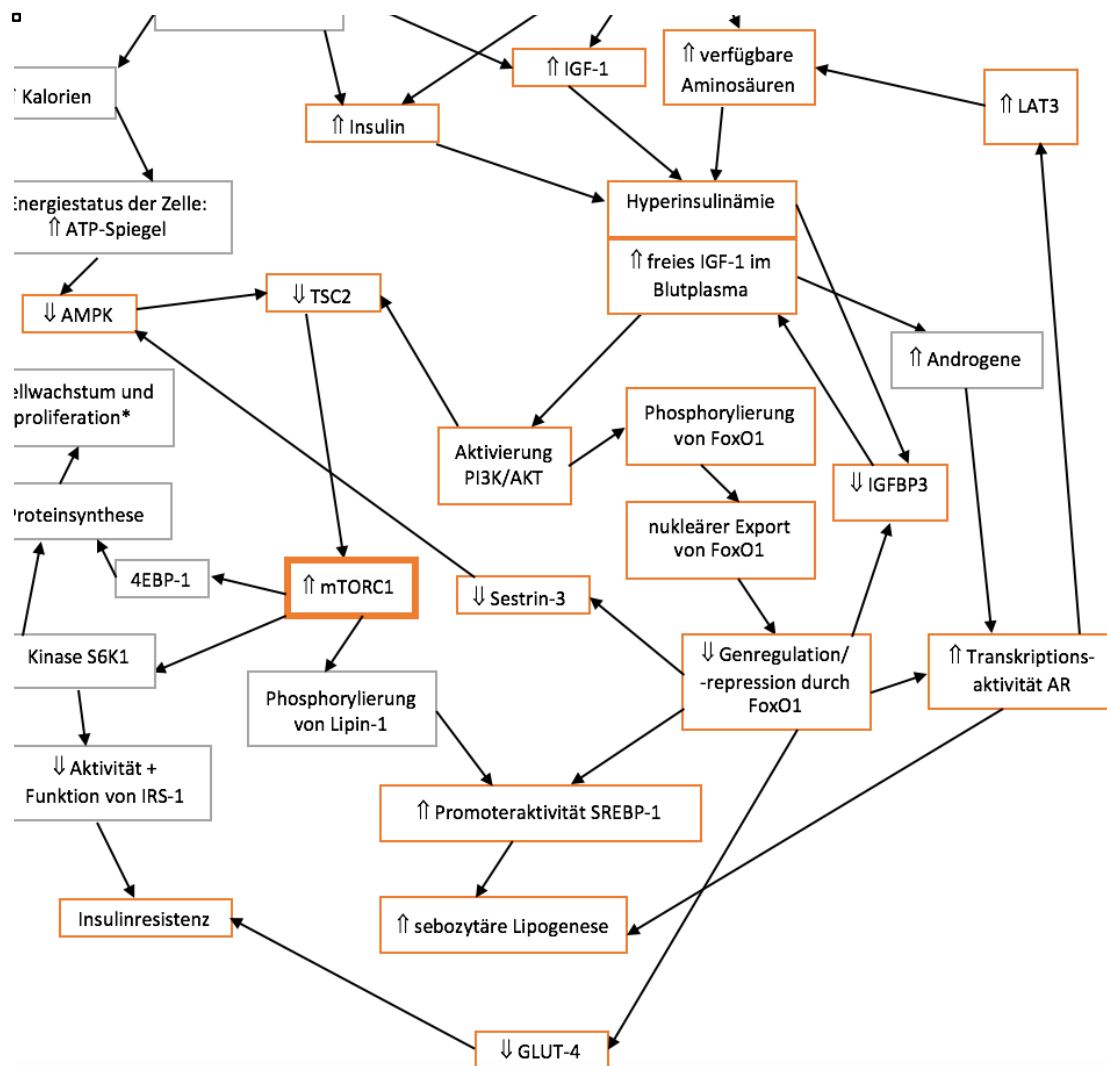 ⇑ IGF-1
⇑ verfügbare
Aminosäuren
⇑ Kalorien
⇑ LAT3
⇑ Insulin
Energiestatus der Zelle:
⇑ ATP-Spiegel
Hyperinsulinämie
⇑ freies IGF-1 im
Blutplasma
⇓ AMPK
⇓ TSC2
⇑ Androgene
ellwachstum und
proliferation*
Phosphorylierung
von FoxO1
Aktivierung
PI3K/AKT
⇓ IGFBP3
Proteinsynthese
nukleärer Export
von FoxO1
4EBP-1
⇑ mTORC1
⇓ Sestrin-3
Kinase S6K1
⇓ Genregulation/
-repression durch
FoxO1
⇑ Transkriptions-
aktivität AR
Phosphorylierung
von Lipin-1
⇓ Aktivität +
Funktion von IRS-1
⇑ Promoteraktivität SREBP-1
Insulinresistenz
⇑ sebozytäre Lipogenese
⇓ GLUT-4